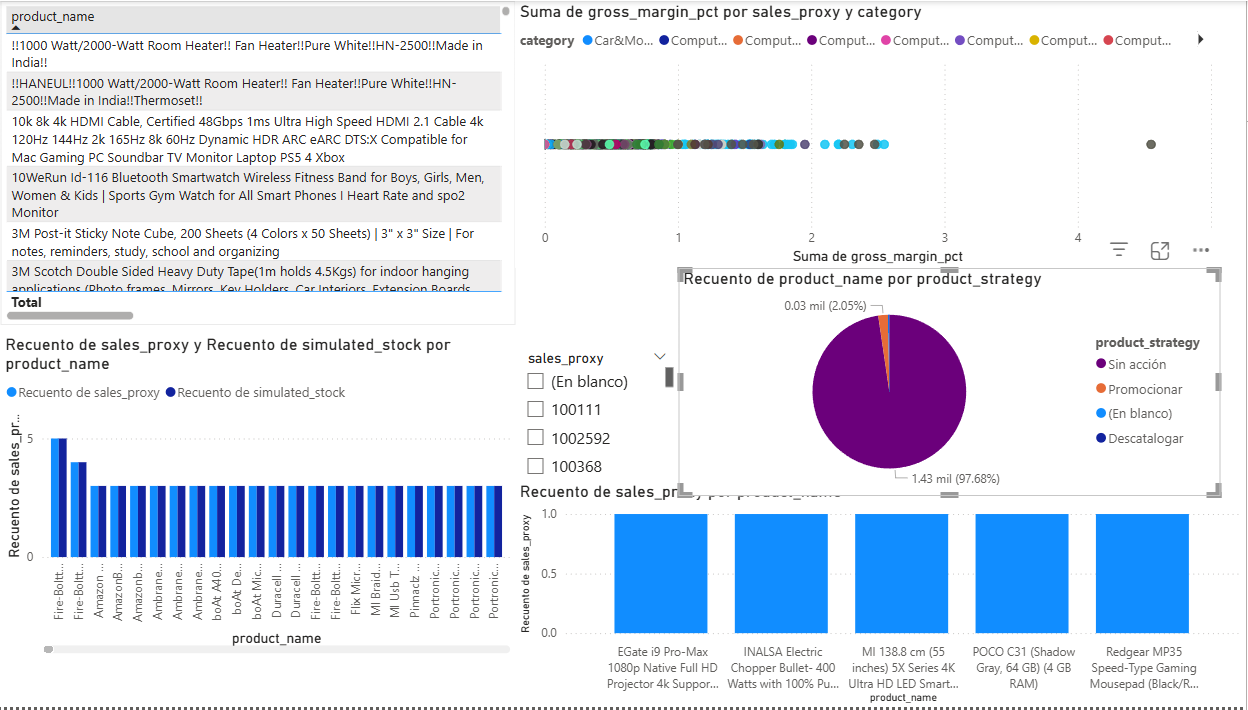 product_name
!!1000 Watt/2000-Watt Room Heater!! Fan Heater!!Pure White!!HN-2500!!Made in
India!!
!!HANEUL!!1000 Watt/2000-Watt Room Heater!! Fan Heater!!Pure White!!HN-
2500!!Made in India!!Thermoset!!
10k 8k 4k HDMI Cable, Certified 48Gbps 1ms Ultra High Speed HDMI 2.1 Cable 4k
120Hz 144Hz 2k 165Hz 8k 60Hz Dynamic HDR ARC eARC DTS:X Compatible for
Mac Gaming PC Soundbar TV Monitor Laptop PS5 4 Xbox
10WeRun Id-116 Bluetooth Smartwatch Wireless Fitness Band for Boys, Girls, Men,
Women & Kids | Sports Gym Watch for All Smart Phones I Heart Rate and spo2
Monitor
3M Post-it Sticky Note Cube, 200 Sheets (4 Colors x 50 Sheets) | 3" x 3" Size | For
notes, reminders, study, school and organizing
3M Scotch Double Sided Heavy Duty Tape(1m holds 4.5Kgs) for indoor hanging
applications (Photo frames, Mirrors, Key Holders, Car Interiors, Extension Boards
Total
Suma de gross_margin_pct por sales_proxy y category
category Car&Mo... Comput... Comput... Comput... Comput... Comput... Comput... Comput...
0 1 2 3 4
Suma de gross_margin_pct
Recuento de sales_proxy y Recuento de simulated_stock por
product_name
Recuento de sales_proxy Recuento de simulated_stock
Recuento de sales_pr...
5
0
Fire-Boltt... Fire-Boltt... Amazon ... AmazonB... Amazonb... Ambrane... Ambrane... Ambrane... boAt A40... boAt De... boAt Mic... Duracell ... Duracell ... Fire-Boltt... Fire-Boltt... Flix Micr... MI Braid... MI Usb T... Pinnaclz ... Portronic... Portronic... Portronic... Portronic...
product_name
sales_proxy
(En blanco)
100111
1002592
100368
Recuento de product_name por product_strategy
0.03 mil (2.05%)
1.43 mil (97.68%)
product_strategy
Sin acción
Promocionar
(En blanco)
Descatalogar
Recuento de sales_proxy por product_name
Recuento de sales_proxy
1.0
0.5
0.0
EGate i9 Pro-Max
1080p Native Full HD
Projector 4k Suppor...
INALSA Electric
Chopper Bullet- 400
Watts with 100% Pu...
MI 138.8 cm (55
inches) 5X Series 4K
Ultra HD LED Smart...
POCO C31 (Shadow
Gray, 64 GB) (4 GB
RAM)
Redgear MP35
Speed-Type Gaming
Mousepad (Black/R...
product_name